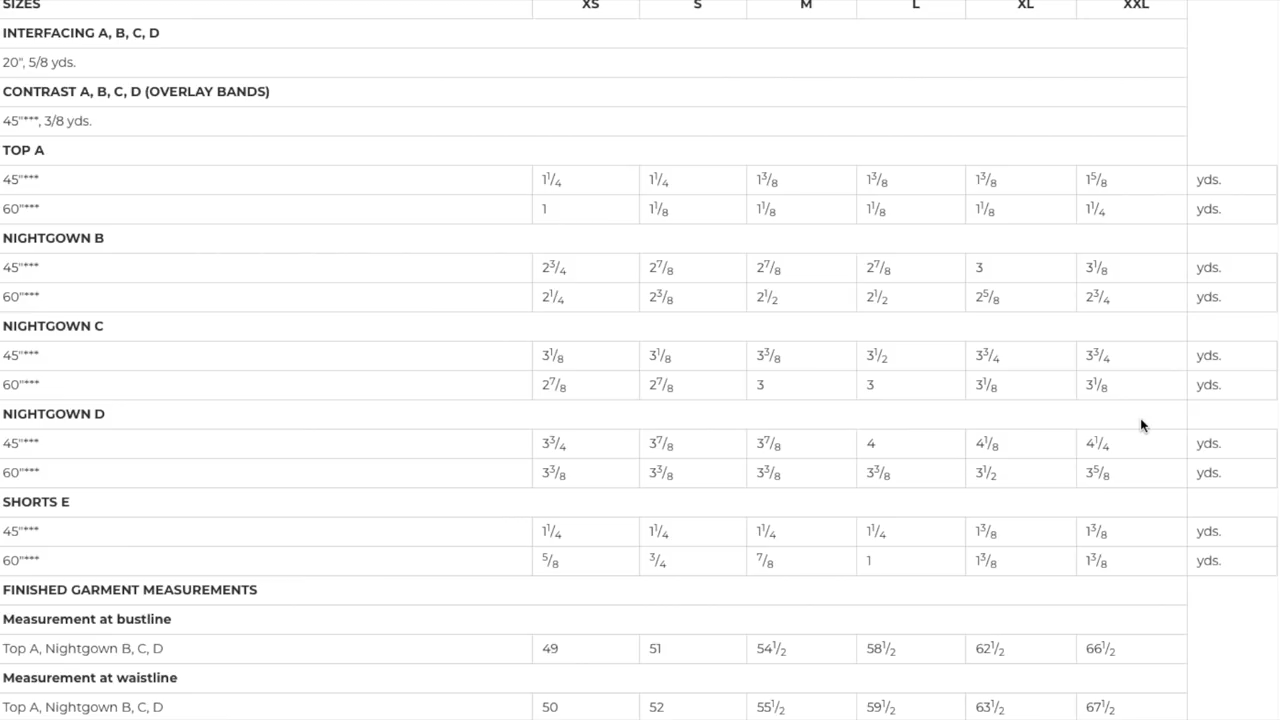 SIZES XS S M L XL XXL
INTERFACING A, B, C, D
20", 5/8 yds.
CONTRAST A, B, C, D (OVERLAY BANDS)
45"***, 3/8 yds.
TOP A
45"*** 1 1/4 1 1/4 1 3/8 1 3/8 1 3/8 1 5/8 yds.
60"*** 1 1 1/8 1 1/8 1 1/8 1 1/8 1 1/4 yds.
NIGHTGOWN B
45"*** 2 3/4 2 7/8 2 7/8 2 7/8 3 3 1/8 yds.
60"*** 2 1/4 2 3/8 2 1/2 2 1/2 2 5/8 2 3/4 yds.
NIGHTGOWN C
45"*** 3 1/8 3 1/8 3 3/8 3 1/2 3 3/4 3 3/4 yds.
60"*** 2 7/8 2 7/8 3 3 3 1/8 3 1/8 yds.
NIGHTGOWN D
45"*** 3 3/4 3 7/8 3 7/8 4 4 1/8 4 1/4 yds.
60"*** 3 3/8 3 3/8 3 3/8 3 3/8 3 1/2 3 5/8 yds.
SHORTS E
45"*** 1 1/4 1 1/4 1 1/4 1 1/4 1 3/8 1 3/8 yds.
60"*** 5/8 3/4 7/8 1 1 3/8 1 3/8 yds.
FINISHED GARMENT MEASUREMENTS
Measurement at bustline
Top A, Nightgown B, C, D 49 51 54 1/2 58 1/2 62 1/2 66 1/2
Measurement at waistline
Top A, Nightgown B, C, D 50 52 55 1/2 59 1/2 63 1/2 67 1/2